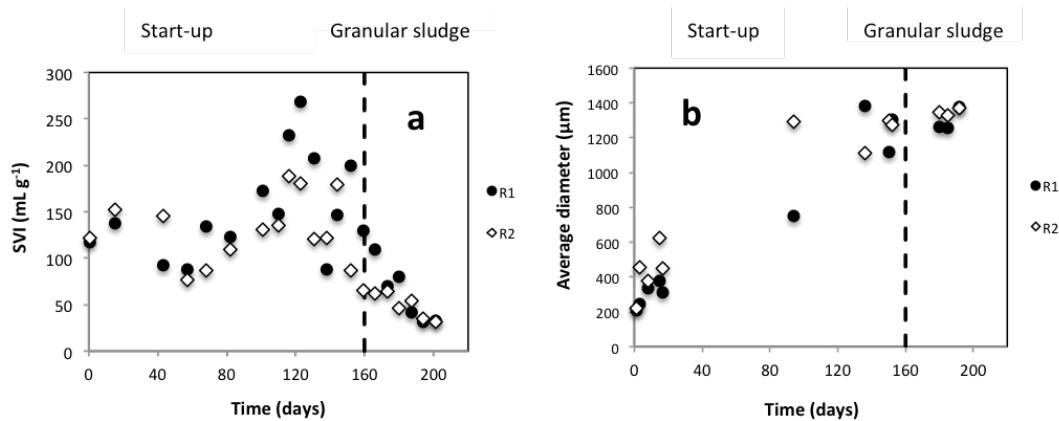 Start-up
Granular sludge
300
250
200
150
100
50
0
SVI (mL g⁻¹)
a
R1
R2
0 40 80 120 160 200
Time (days)
Start-up
Granular sludge
1600
1400
1200
1000
800
600
400
200
0
Average diameter (µm)
b
R1
R2
0 40 80 120 160 200
Time (days)